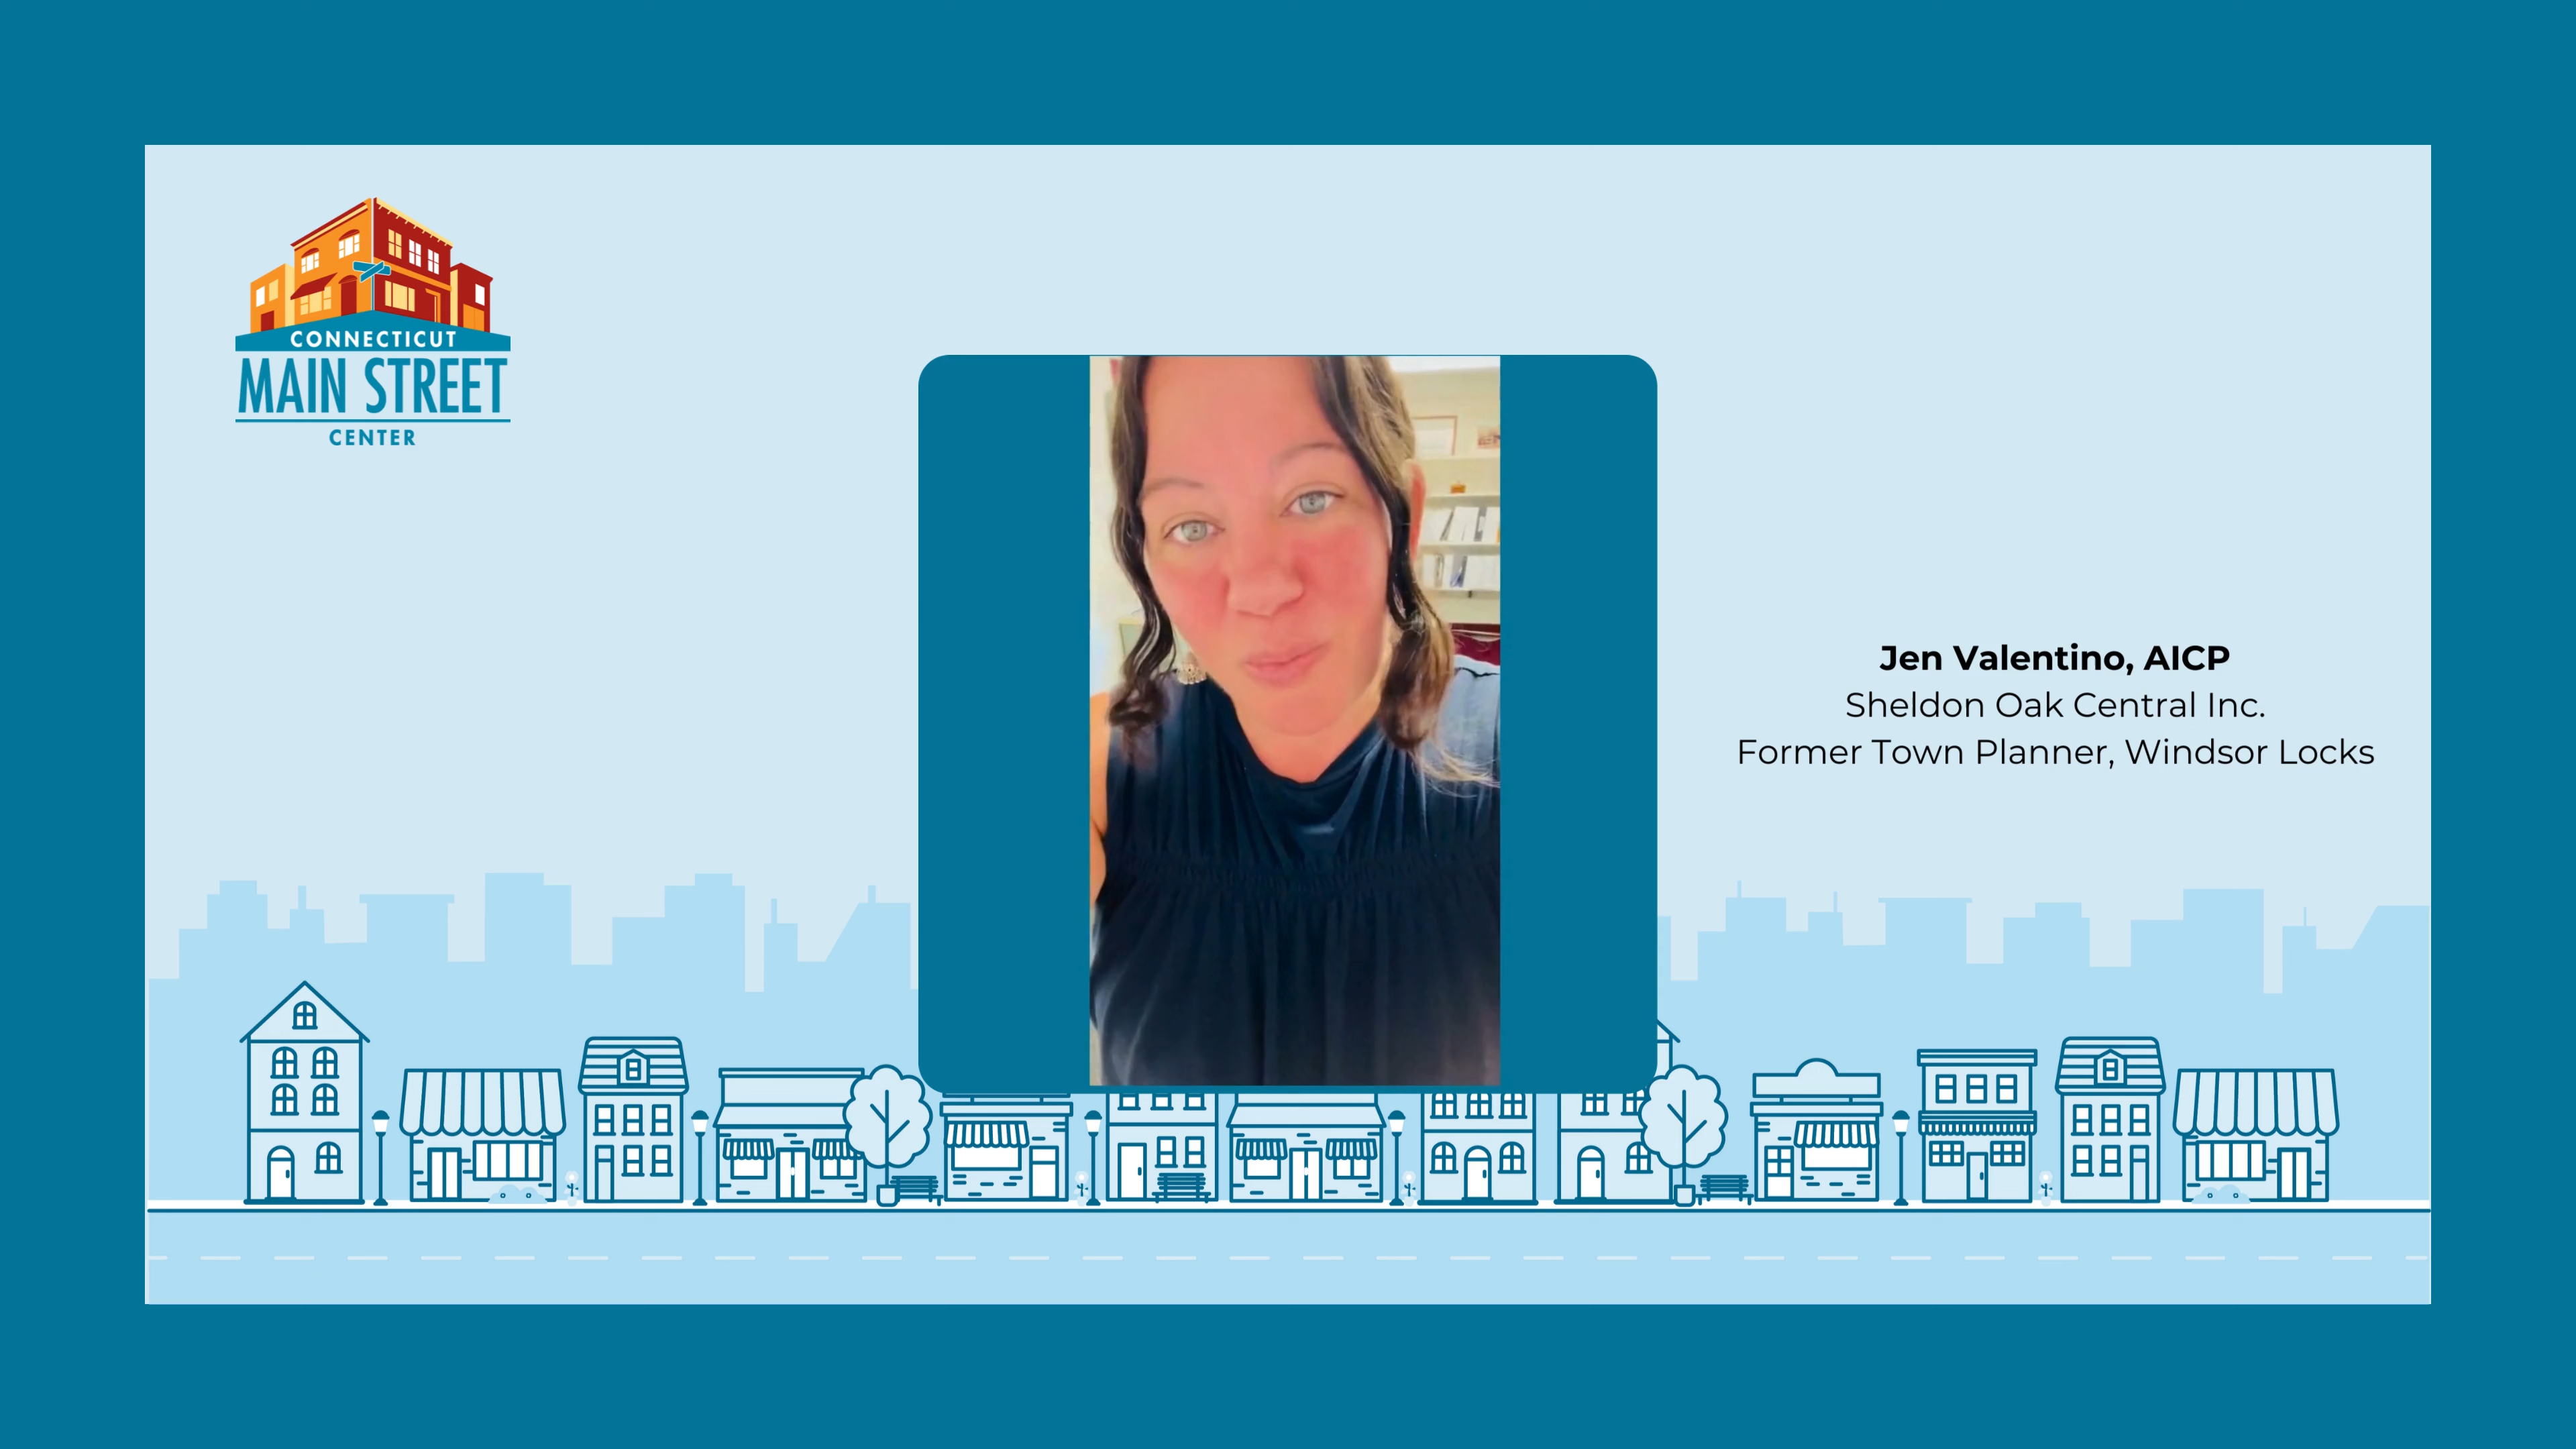 CONNECTICUT
MAIN STREET
CENTER
Jen Valentino, AICP
Sheldon Oak Central Inc.
Former Town Planner, Windsor Locks